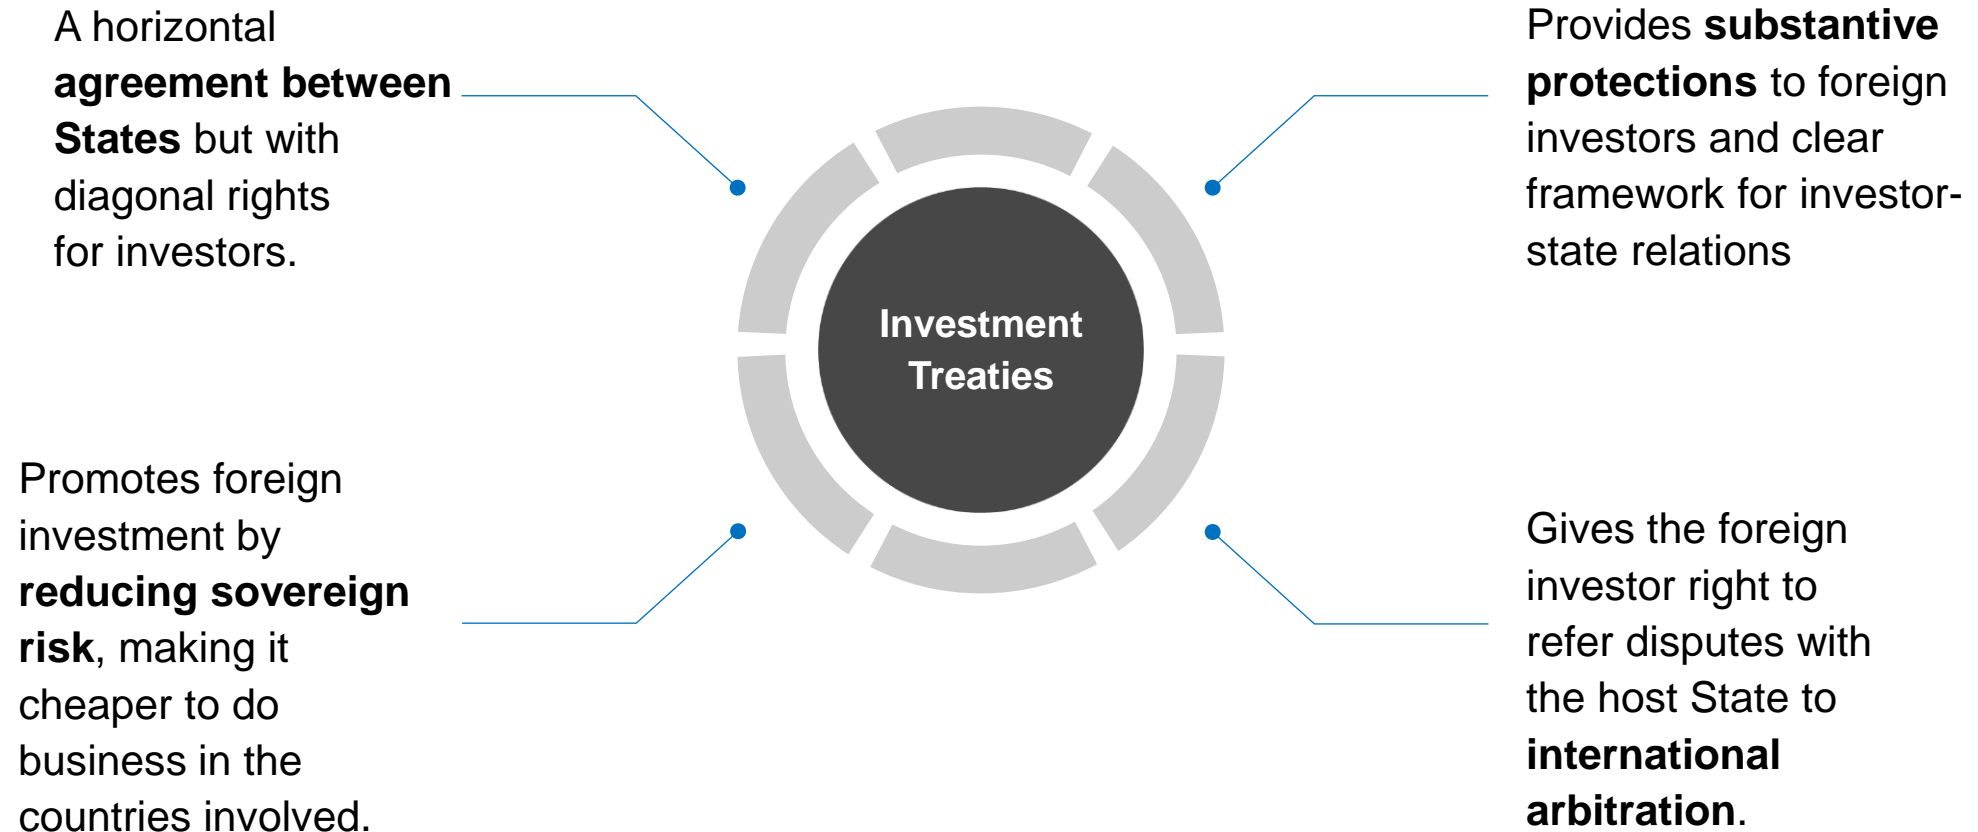 A horizontal
agreement between
States but with
diagonal rights
for investors.
Provides substantive
protections to foreign
investors and clear
framework for investor-
state relations
Investment
Treaties
Promotes foreign
investment by
reducing sovereign
risk, making it
cheaper to do
business in the
countries involved.
Gives the foreign
investor right to
refer disputes with
the host State to
international
arbitration.